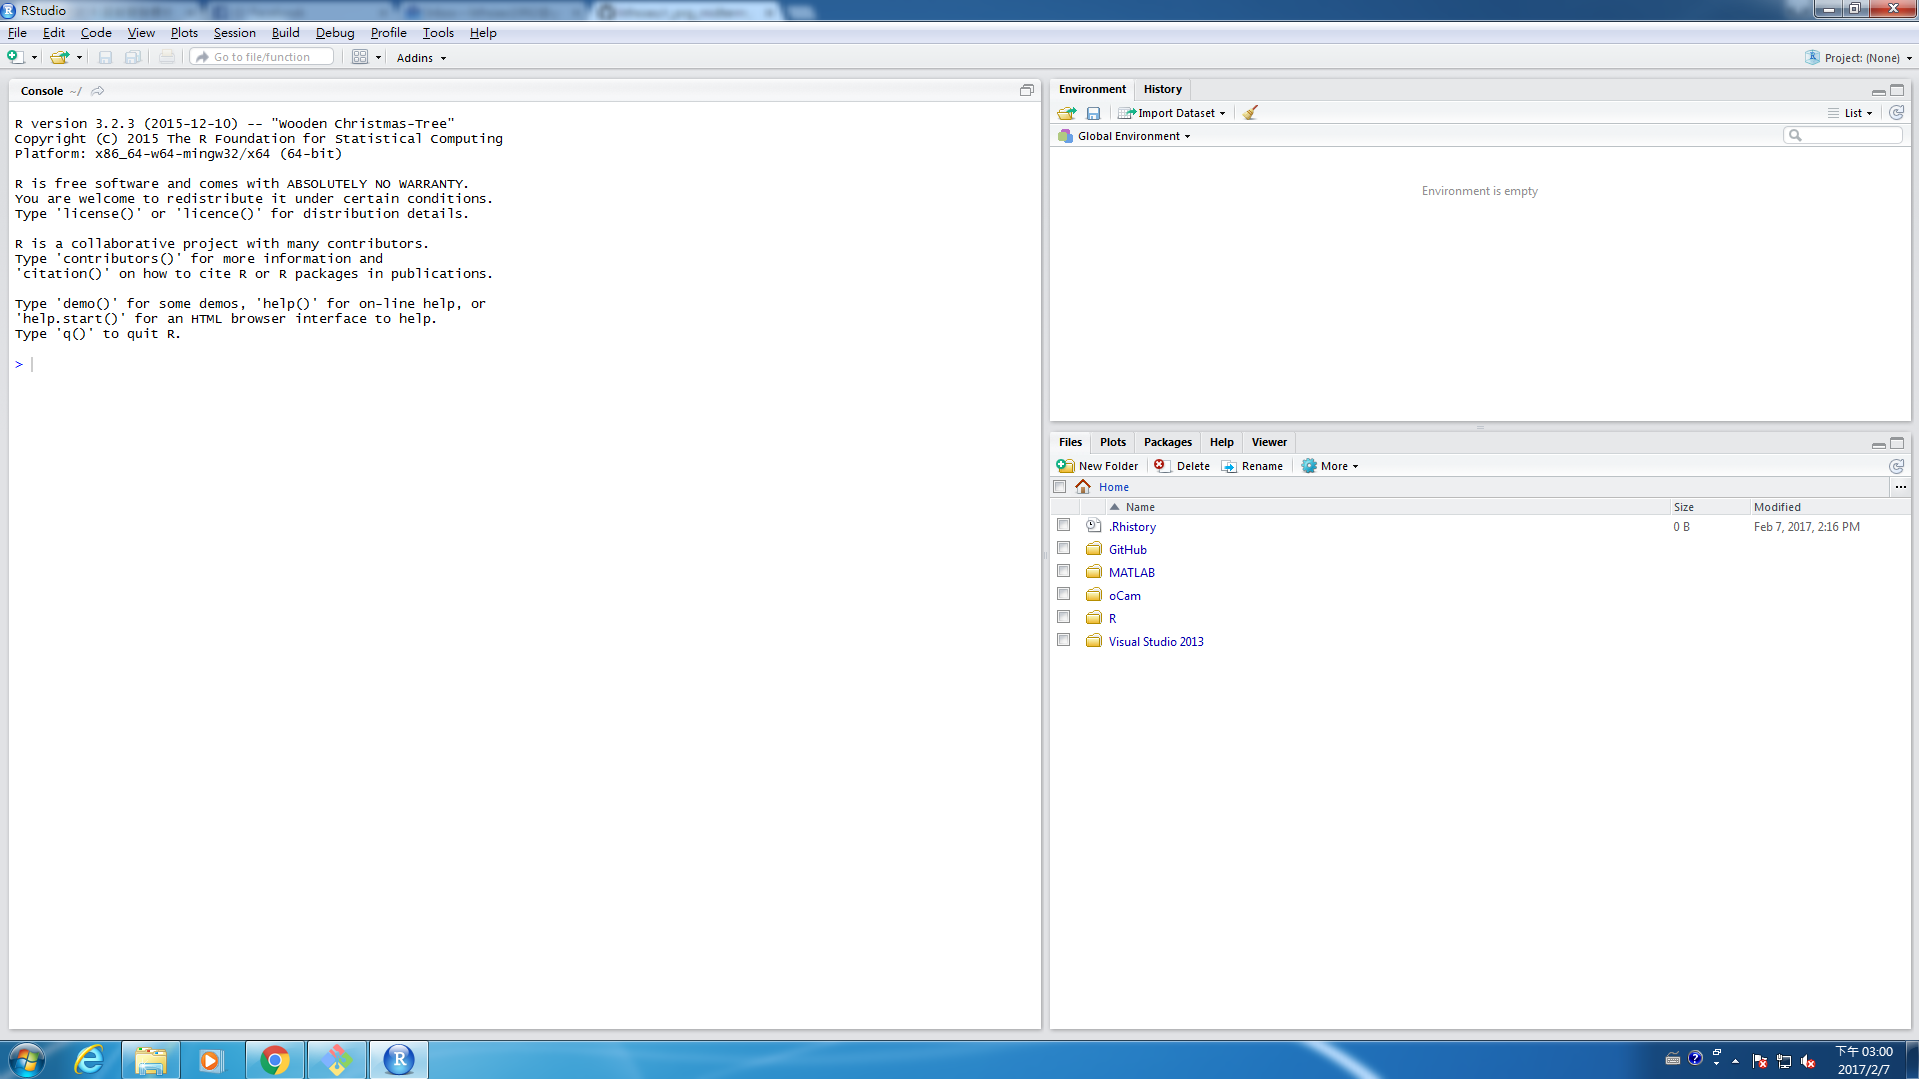 RStudio
File Edit Code View Plots Session Build Debug Profile Tools Help
Go to file/function Addins Project: (None)
Console ~/
R version 3.2.3 (2015-12-10) -- "Wooden Christmas-Tree"
Copyright (C) 2015 The R Foundation for Statistical Computing
Platform: x86_64-w64-mingw32/x64 (64-bit)
R is free software and comes with ABSOLUTELY NO WARRANTY.
You are welcome to redistribute it under certain conditions.
Type 'license()' or 'licence()' for distribution details.
R is a collaborative project with many contributors.
Type 'contributors()' for more information and
'citation()' on how to cite R or R packages in publications.
Type 'demo()' for some demos, 'help()' for on-line help, or
'help.start()' for an HTML browser interface to help.
Type 'q()' to quit R.
>
Environment History
Import Dataset List
Global Environment
Environment is empty
Files Plots Packages Help Viewer
New Folder Delete Rename More
Home ...
Name Size Modified
.Rhistory 0 B Feb 7, 2017, 2:16 PM
GitHub
MATLAB
oCam
R
Visual Studio 2013
下午 03:00
2017/2/7